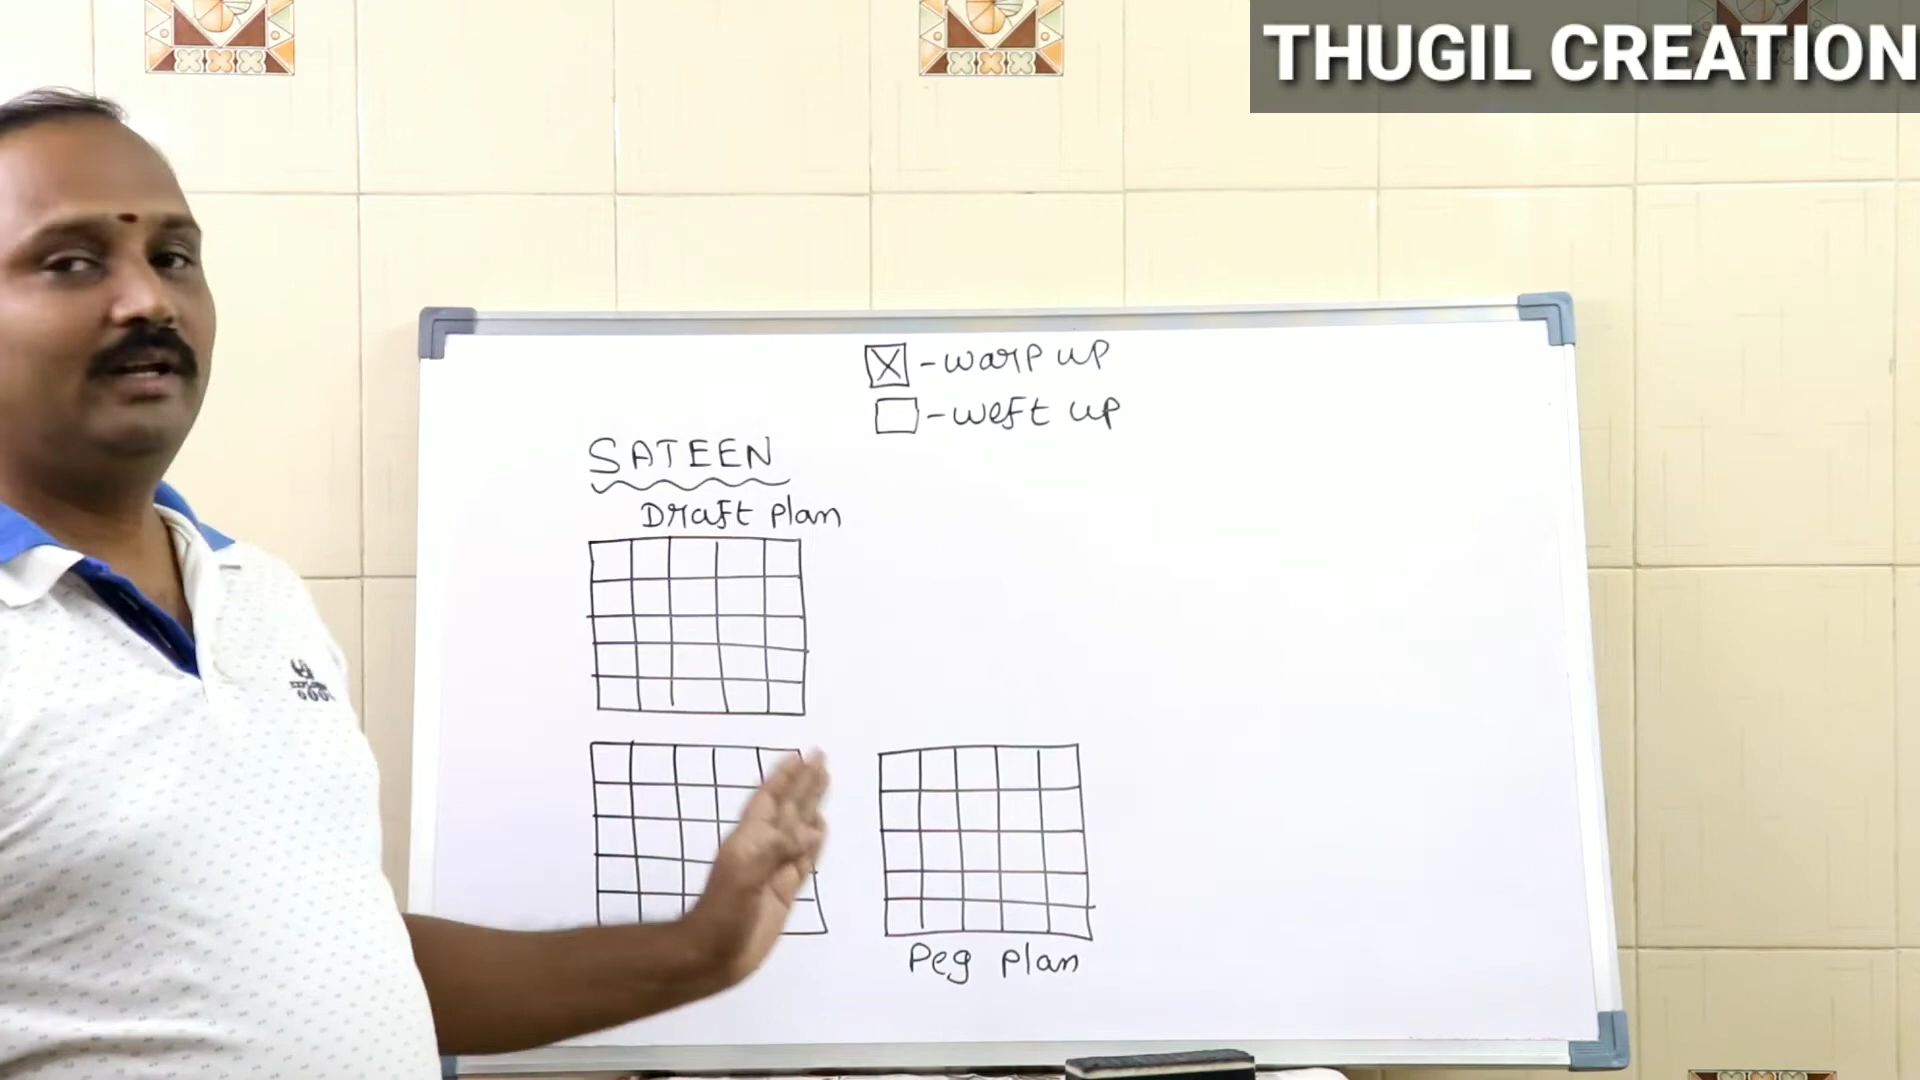 THUGIL CREATION
X - warp up
- weft up
SATEEN
Draft plan
Peg plan